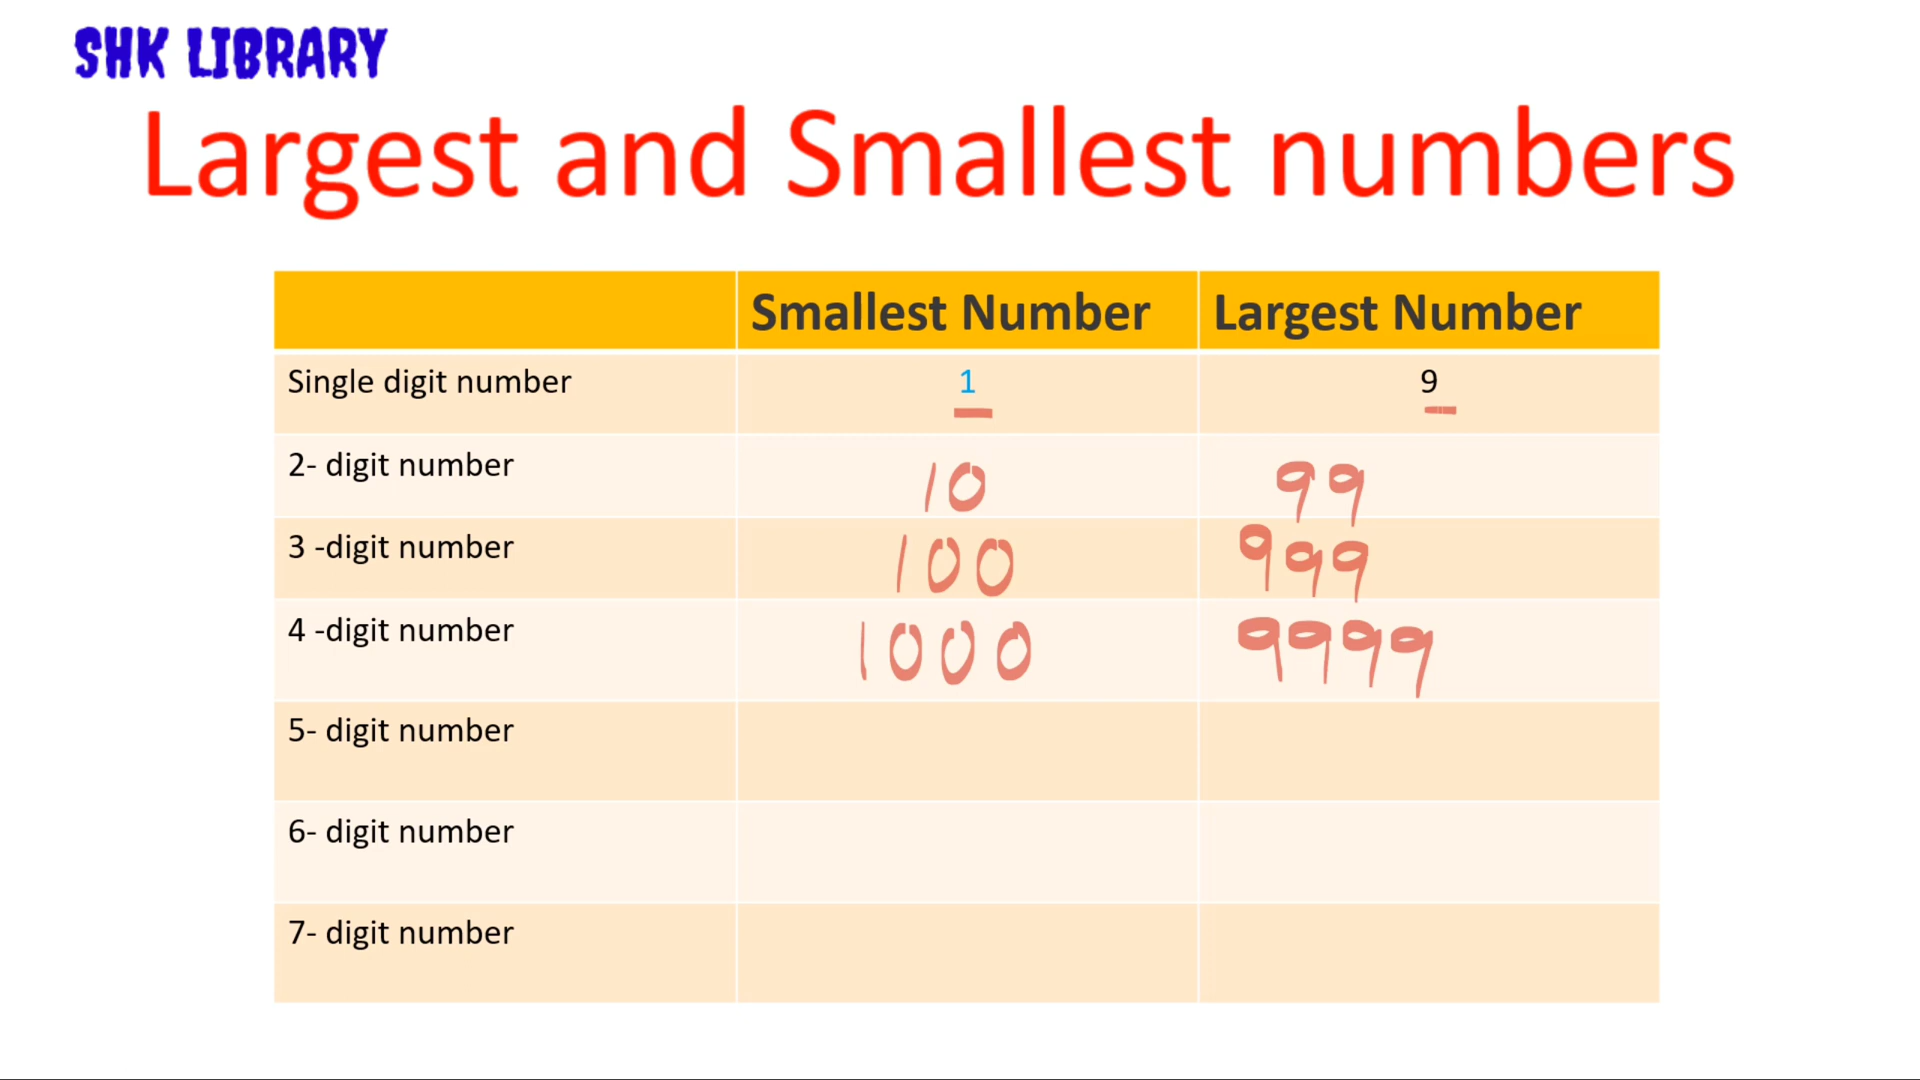 SHK LIBRARY
Largest and Smallest numbers
Smallest Number Largest Number
Single digit number 1 9
2- digit number 10 99
3 -digit number 100 999
4 -digit number 1000 9999
5- digit number
6- digit number
7- digit number